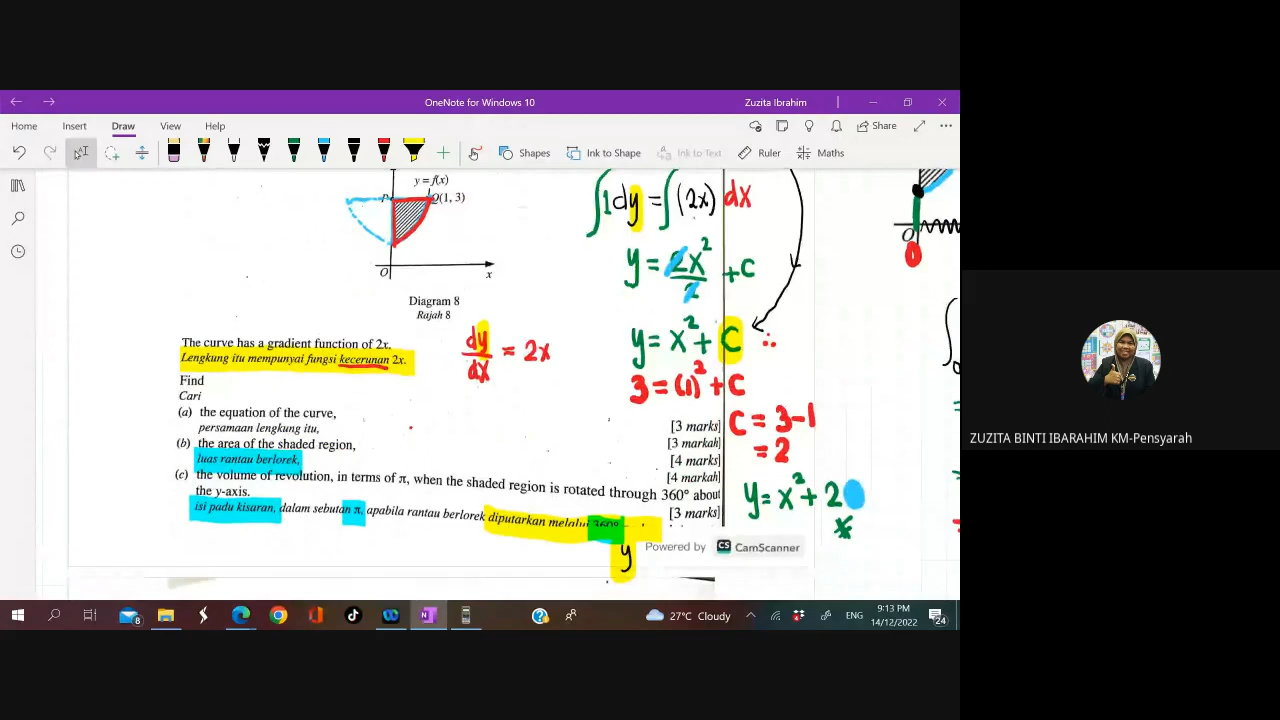 OneNote for Windows 10
Zuzita Ibrahim
Home Insert Draw View Help
Share
Shapes Ink to Shape Ink to Text Ruler Maths
y = f(x)
P
Q(1, 3)
O
x
Diagram 8
Rajah 8
The curve has a gradient function of 2x.
Lengkung itu mempunyai fungsi kecerunan 2x.
dy/dx = 2x
Find
Cari
(a) the equation of the curve, [3 marks]
persamaan lengkung itu, [3 markah]
(b) the area of the shaded region, [4 marks]
luas rantau berlorek, [4 markah]
(c) the volume of revolution, in terms of π, when the shaded region is rotated through 360° about
the y-axis. [3 marks]
isi padu kisaran, dalam sebutan π, apabila rantau berlorek diputarkan melalui 360°
y
Powered by CS CamScanner
∫1 dy = ∫(2x) dx
y = 2x²/2 + C
y = x² + C ∴
3 = (1)² + C
C = 3-1
= 2
y = x² + 2
O
0
ZUZITA BINTI IBARAHIM KM-Pensyarah
8
27°C Cloudy
ENG
9:13 PM
14/12/2022
24